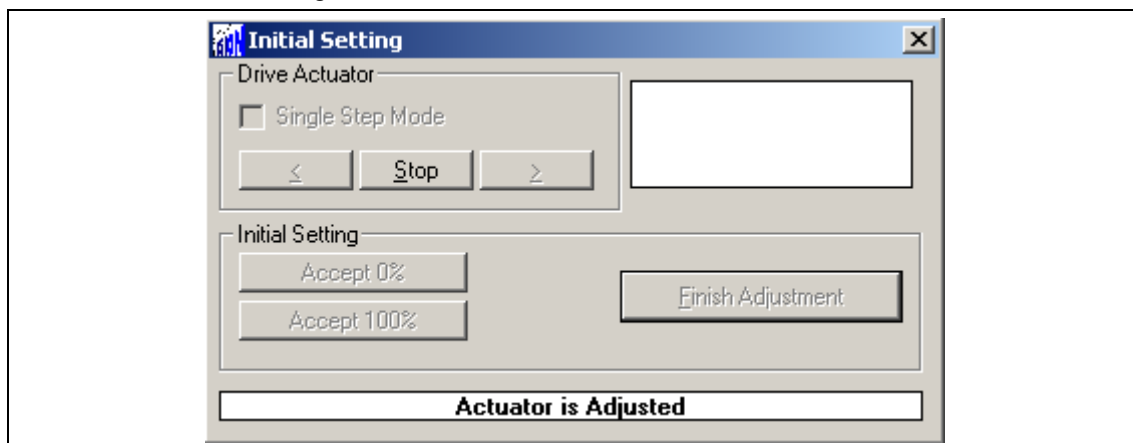 Initial Setting
Drive Actuator
Single Step Mode
< Stop >
Initial Setting
Accept 0%
Accept 100%
Finish Adjustment
Actuator is Adjusted